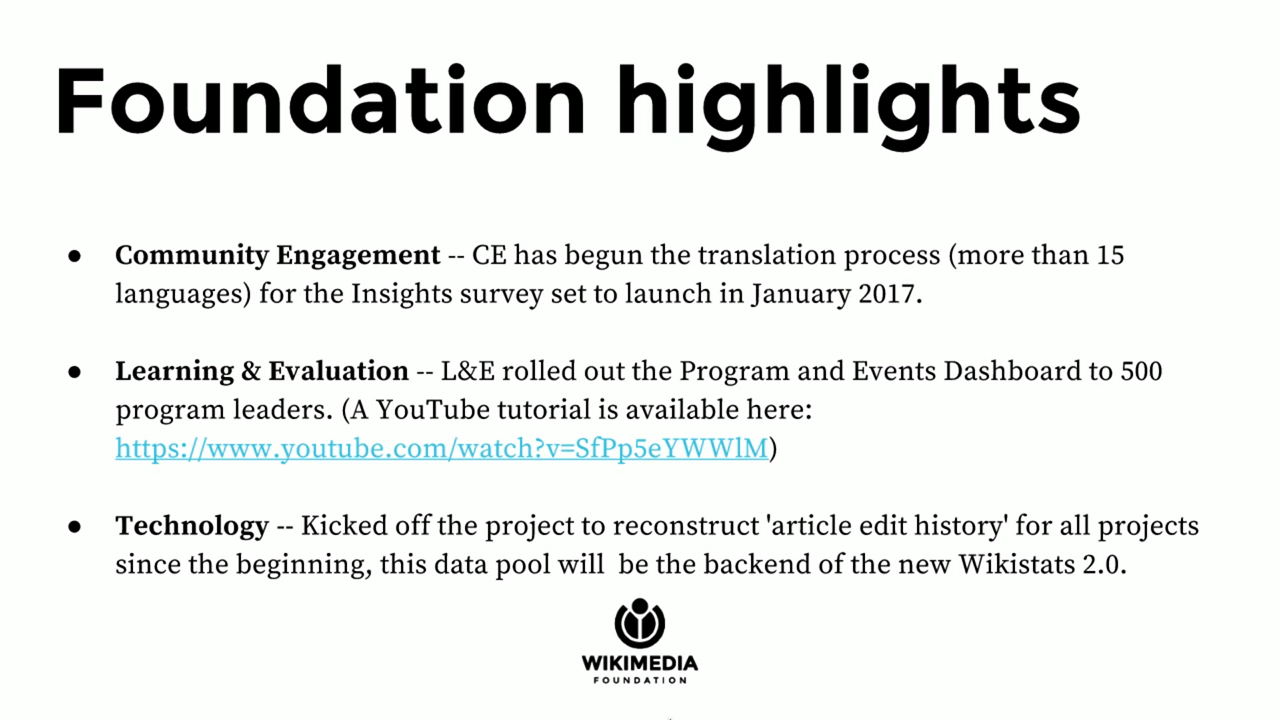 Foundation highlights
● Community Engagement -- CE has begun the translation process (more than 15
languages) for the Insights survey set to launch in January 2017.
● Learning & Evaluation -- L&E rolled out the Program and Events Dashboard to 500
program leaders. (A YouTube tutorial is available here:
https://www.youtube.com/watch?v=SfPp5eYWWlM)
● Technology -- Kicked off the project to reconstruct 'article edit history' for all projects
since the beginning, this data pool will  be the backend of the new Wikistats 2.0.
WIKIMEDIA
FOUNDATION